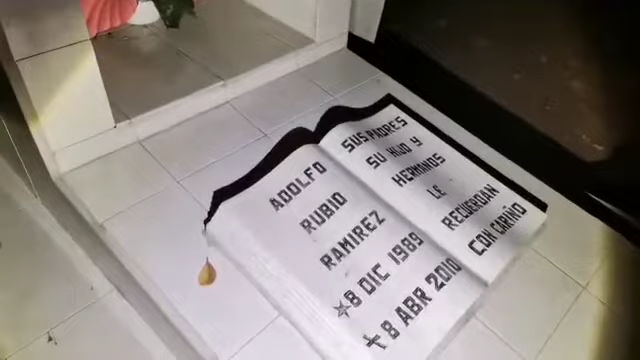 ADOLFO
RUBIO
RAMIREZ
8 DIC 1989
8 ABR 2010
SUS PADRES
SU HIJO Y
HERMANOS
LE
RECUERDAN
CON CARIÑO